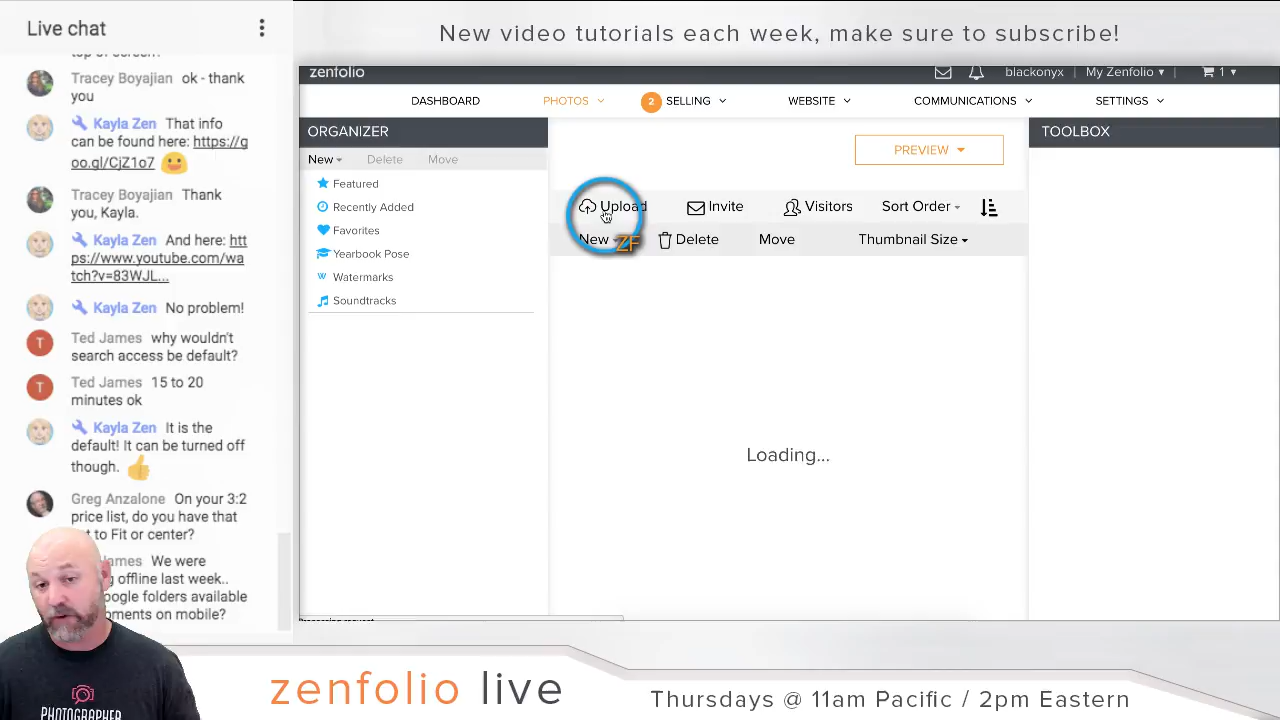 Live chat
top of screen?
Tracey Boyajian ok - thank
you
Kayla Zen That info
can be found here: https://g
oo.gl/CjZ1o7
Tracey Boyajian Thank
you, Kayla.
Kayla Zen And here: htt
ps://www.youtube.com/wa
tch?v=83WJL...
Kayla Zen No problem!
T Ted James why wouldn't
search access be default?
T Ted James 15 to 20
minutes ok
Kayla Zen It is the
default! It can be turned off
though.
Greg Anzalone On your 3:2
price list, do you have that
to Fit or center?
James We were
offline last week..
folders available
on mobile?
PHOTOGRAPHER
New video tutorials each week, make sure to subscribe!
zenfolio
blackonyx
My Zenfolio
1
DASHBOARD
PHOTOS
2 SELLING
WEBSITE
COMMUNICATIONS
SETTINGS
ORGANIZER
New Delete Move
Featured
Recently Added
Favorites
Yearbook Pose
W Watermarks
Soundtracks
PREVIEW
Upload Invite Visitors Sort Order
New ZF Delete Move Thumbnail Size
Loading...
TOOLBOX
zenfolio live
Thursdays @ 11am Pacific / 2pm Eastern